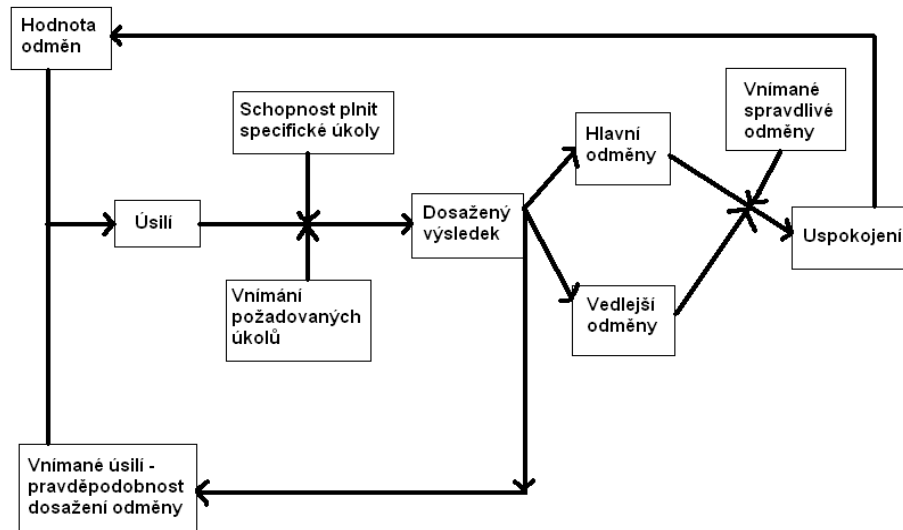 Hodnota
odměn
Schopnost plnit
specifické úkoly
Vnímané
spravdlivé
odměny
Hlavní
odměny
Úsilí
Dosažený
výsledek
Uspokojení
Vnímání
požadovaných
úkolů
Vedlejší
odměny
Vnímané úsilí -
pravděpodobnost
dosažení odměny